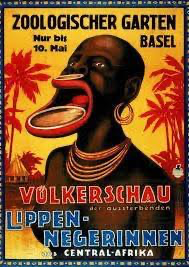 ZOOLOGISCHER GARTEN
Nur bis
10. Mai
BASEL
VÖLKERSCHAU
der aussterbenden
LIPPEN-
NEGERINNEN
aus CENTRAL-AFRIKA